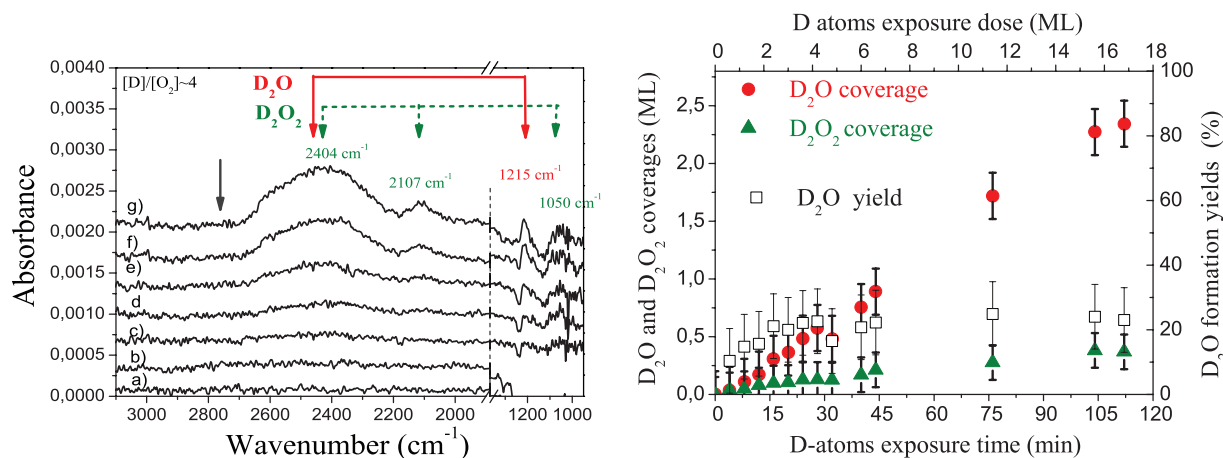 0,0040
0,0035
0,0030
0,0025
0,0020
0,0015
0,0010
0,0005
0,0000
Absorbance
[D]/[O₂]~4
D₂O
D₂O₂
2404 cm⁻¹
2107 cm⁻¹
1215 cm⁻¹
1050 cm⁻¹
g)
f)
e)
d
c)
b)
a)
3000 2800 2600 2400 2200 2000 1200 1000
Wavenumber (cm⁻¹)
D atoms exposure dose (ML)
0 2 4 6 8 10 12 14 16 18
D₂O and D₂O₂ coverages (ML)
2,5
2,0
1,5
1,0
0,5
0,0
D₂O coverage
D₂O₂ coverage
D₂O yield
100
80
60
40
20
0
D₂O formation yields (%)
0 15 30 45 60 75 90 105 120
D-atoms exposure time (min)